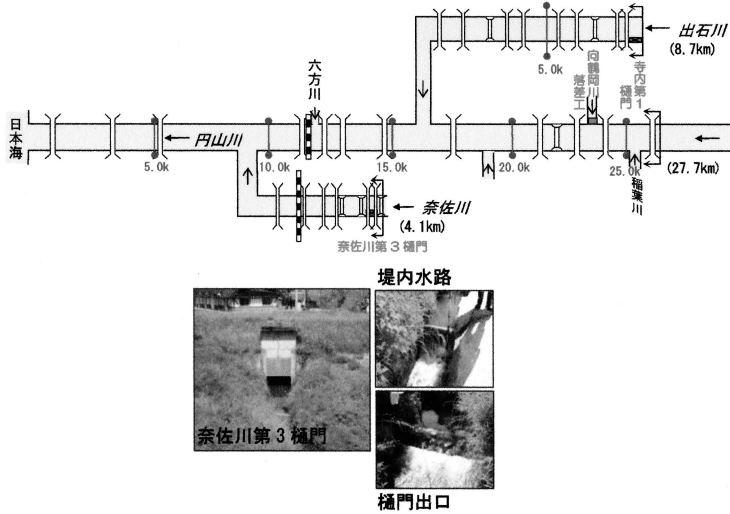 出石川
(8.7km)
5.0k
向鶴岡川
落差工
寺内第1
樋門
六方川
日本海
円山川
5.0k
10.0k
15.0k
20.0k
25.0k
(27.7km)
稲葉川
奈佐川
(4.1km)
奈佐川第3樋門
堤内水路
奈佐川第3樋門
樋門出口